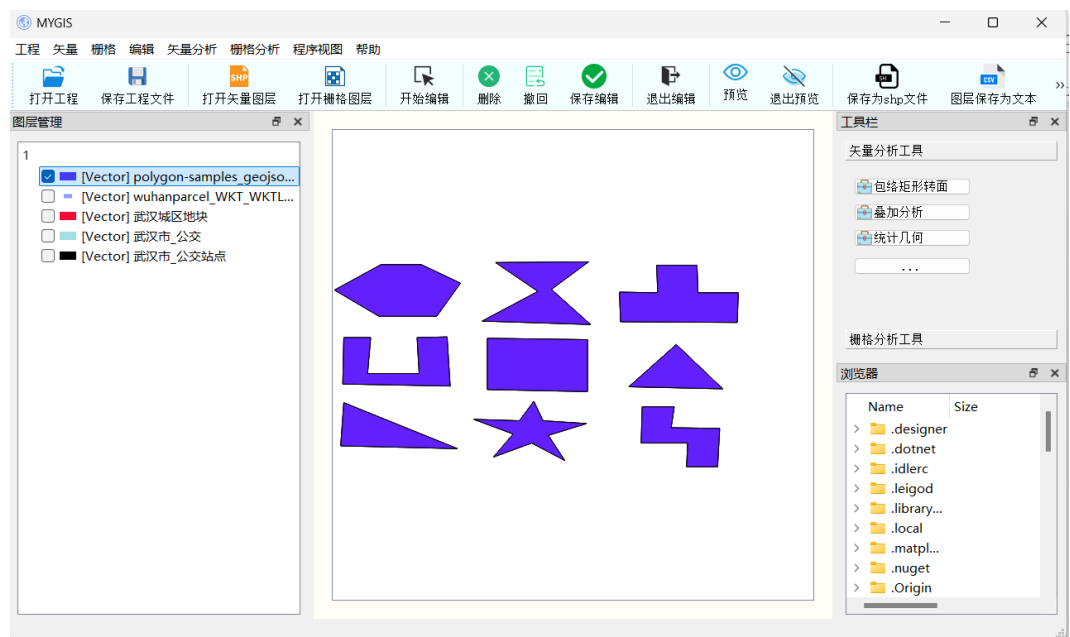 MYGIS
工程 矢量 栅格 编辑 矢量分析 栅格分析 程序视图 帮助
SHP SHP CSV
打开工程 保存工程文件 打开矢量图层 打开栅格图层 开始编辑 删除 撤回 保存编辑 退出编辑 预览 退出预览 保存为shp文件 图层保存为文本 »
图层管理
1
[Vector] polygon-samples_geojso...
[Vector] wuhanparcel_WKT_WKTL...
[Vector] 武汉城区地块
[Vector] 武汉市_公交
[Vector] 武汉市_公交站点
工具栏
矢量分析工具
包络矩形转面
叠加分析
统计几何
...
栅格分析工具
浏览器
Name Size
.designer
.dotnet
.idlerc
.leigod
.library...
.local
.matpl...
.nuget
.Origin